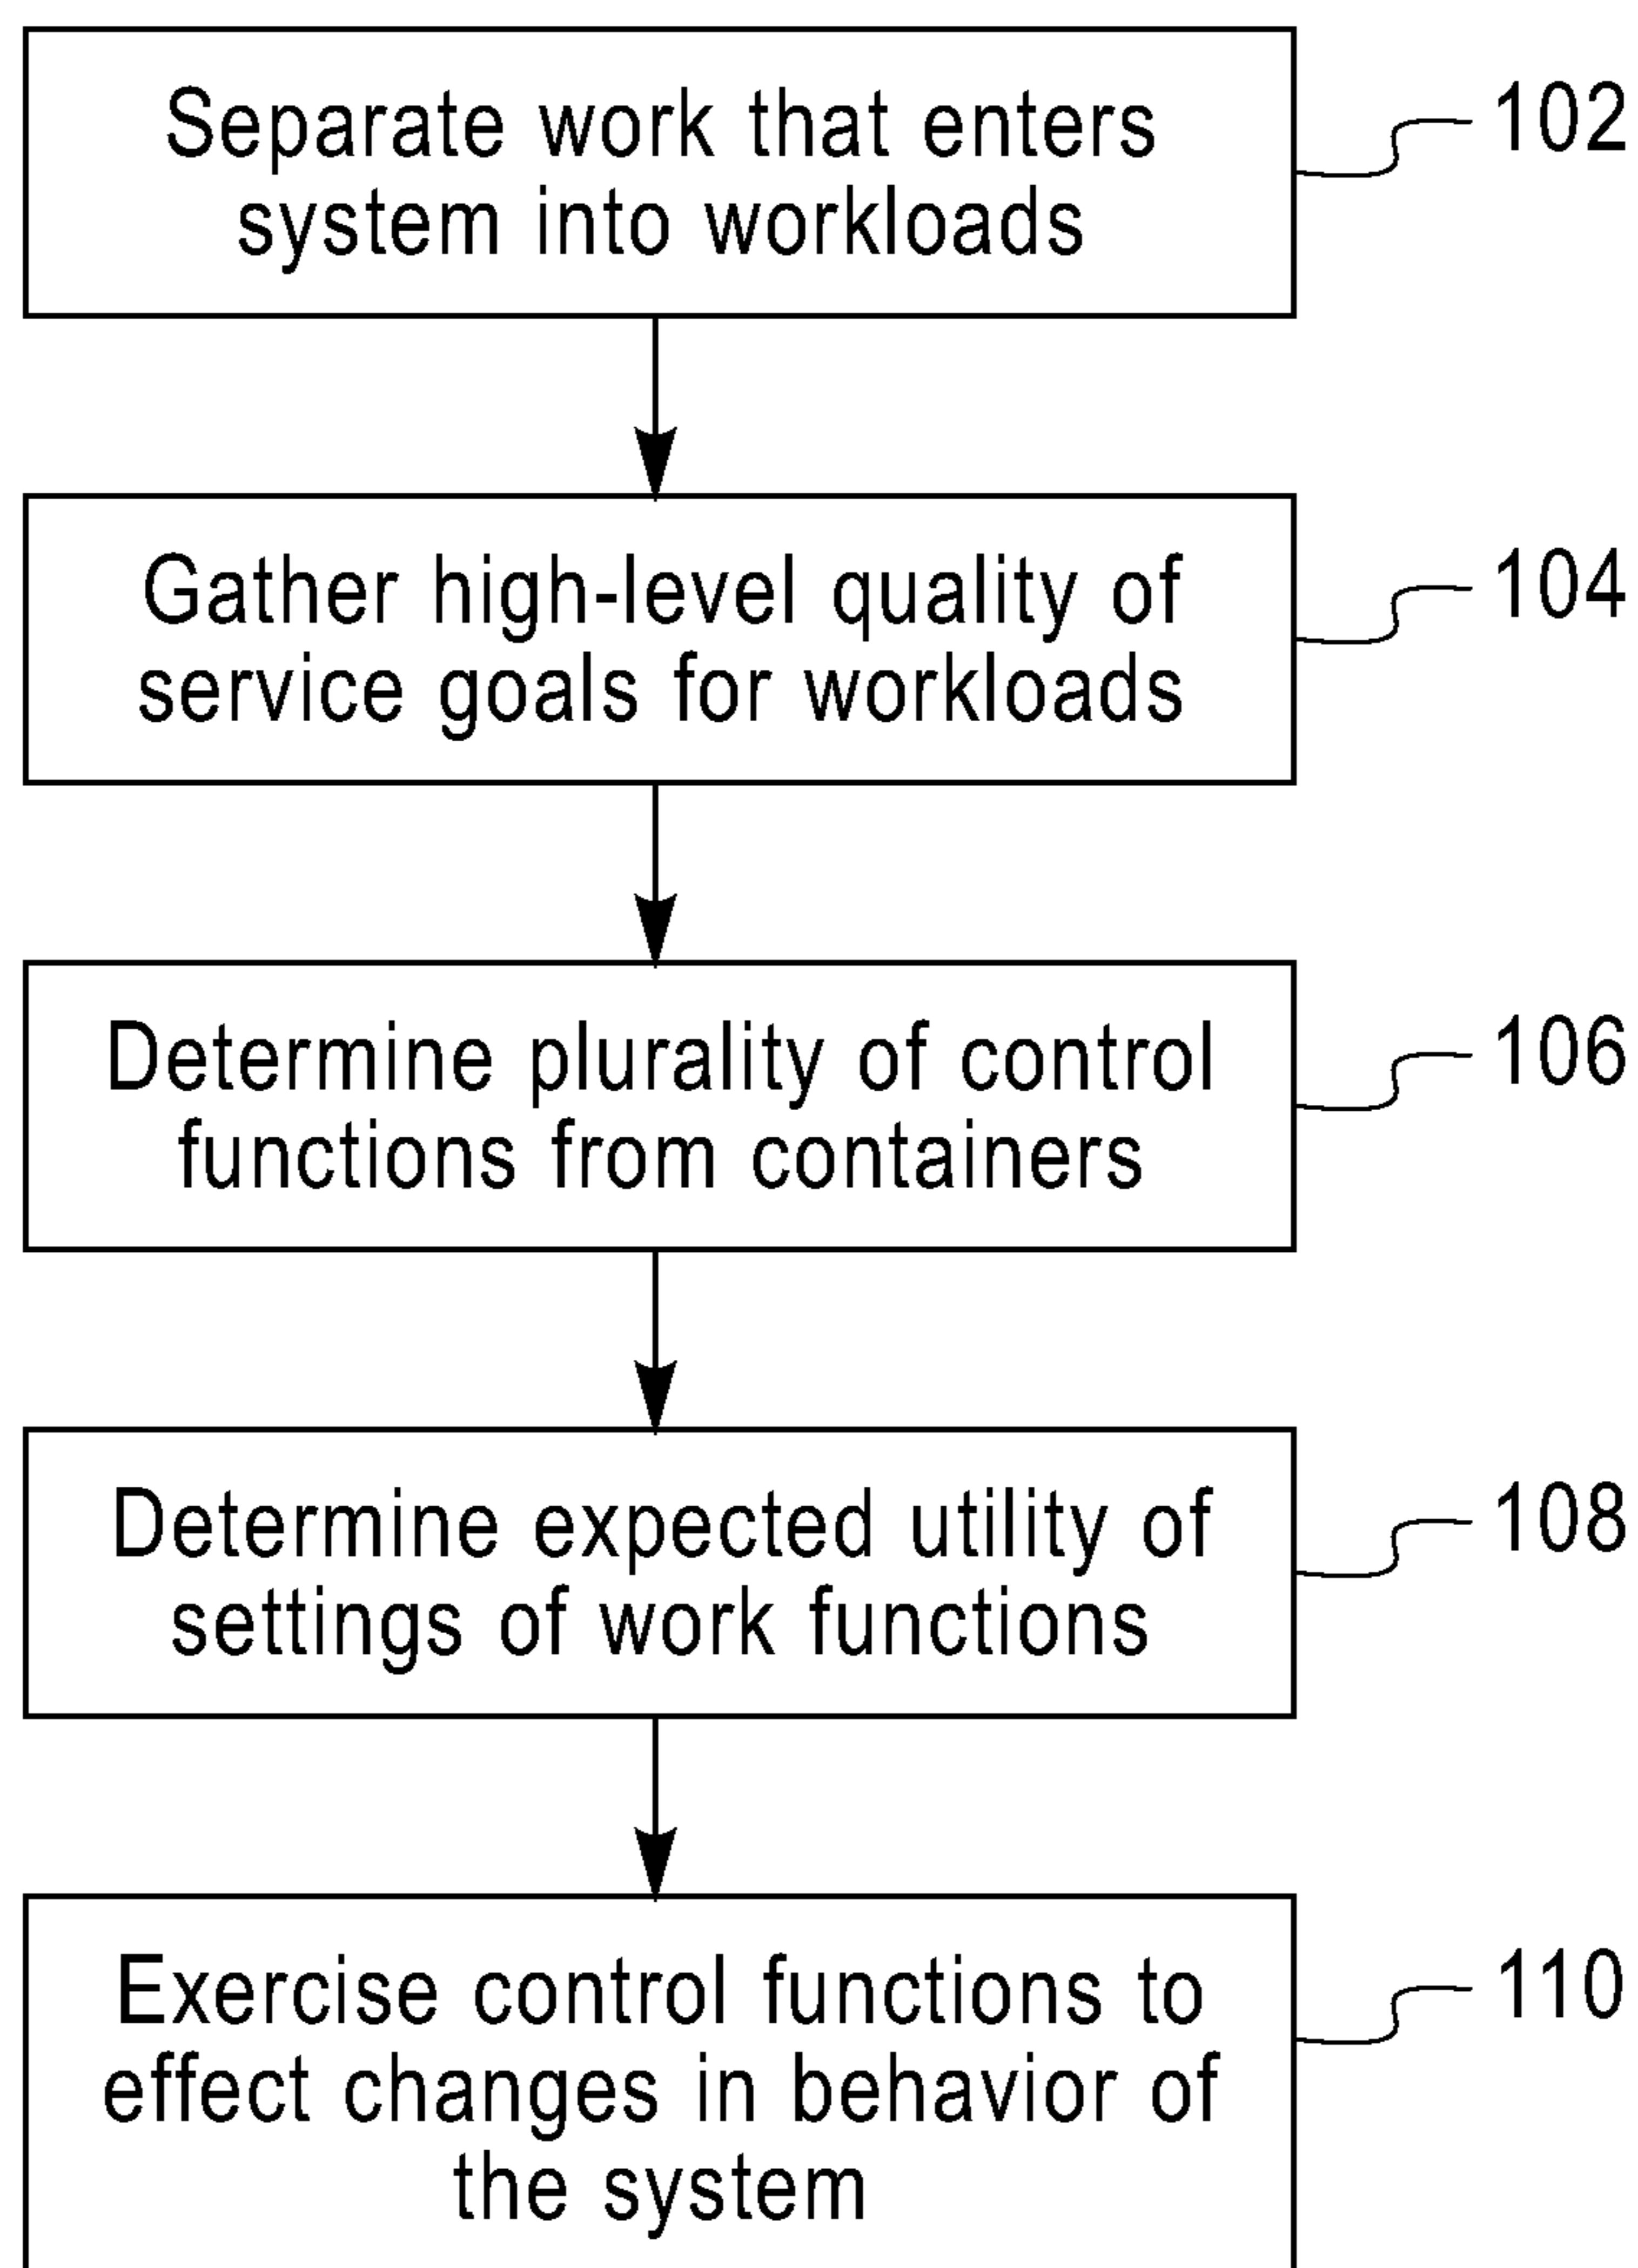 Separate work that enters
system into workloads
102
Gather high-level quality of
service goals for workloads
104
Determine plurality of control
functions from containers
106
Determine expected utility of
settings of work functions
108
Exercise control functions to
effect changes in behavior of
the system
110